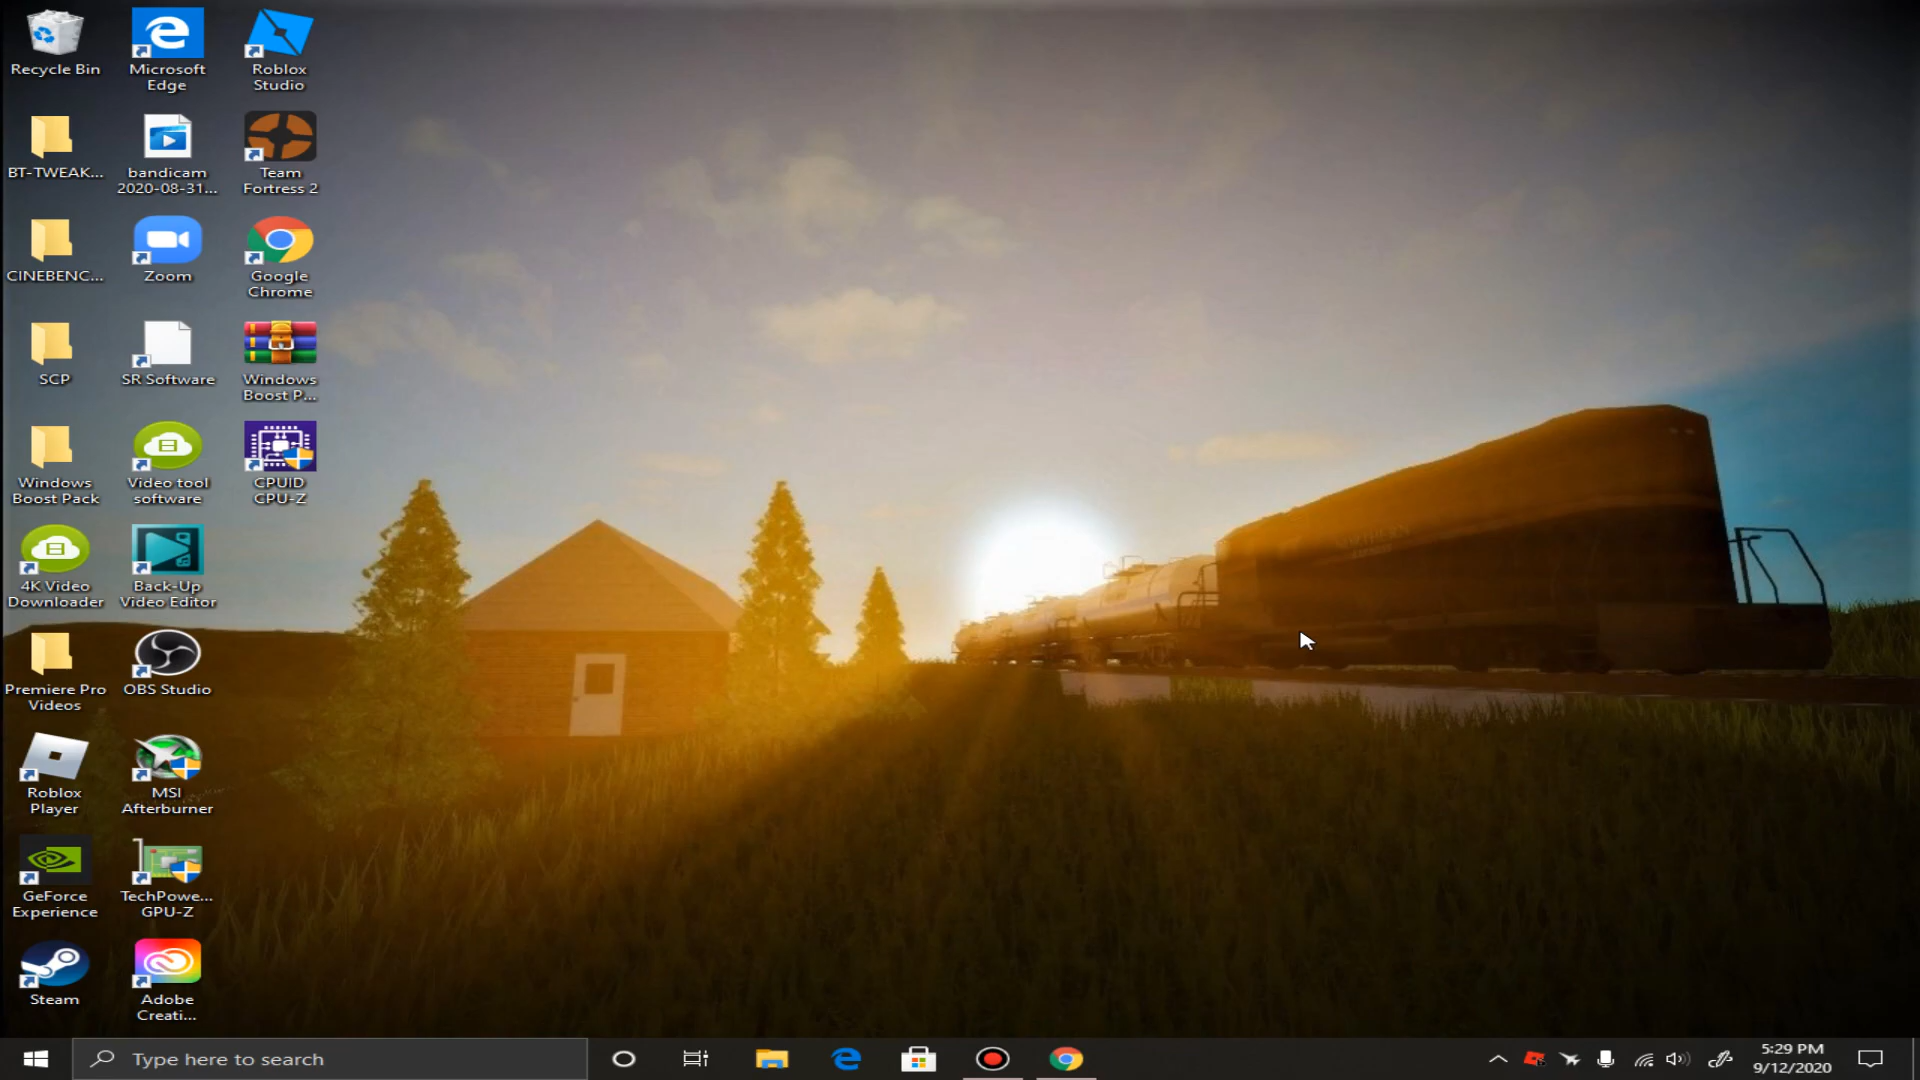 Recycle Bin
Microsoft
Edge
Roblox
Studio
BT-TWEAK...
bandicam
2020-08-31...
Team
Fortress 2
CINEBENC...
Zoom
Google
Chrome
SCP
SR Software
Windows
Boost P...
Windows
Boost Pack
Video tool
software
CPUID
CPU-Z
4K Video
Downloader
Back-Up
Video Editor
Premiere Pro
Videos
OBS Studio
Roblox
Player
MSI
Afterburner
GeForce
Experience
TechPowe...
GPU-Z
Steam
Adobe
Creati...
NORTHERN
Type here to search
5:29 PM
9/12/2020